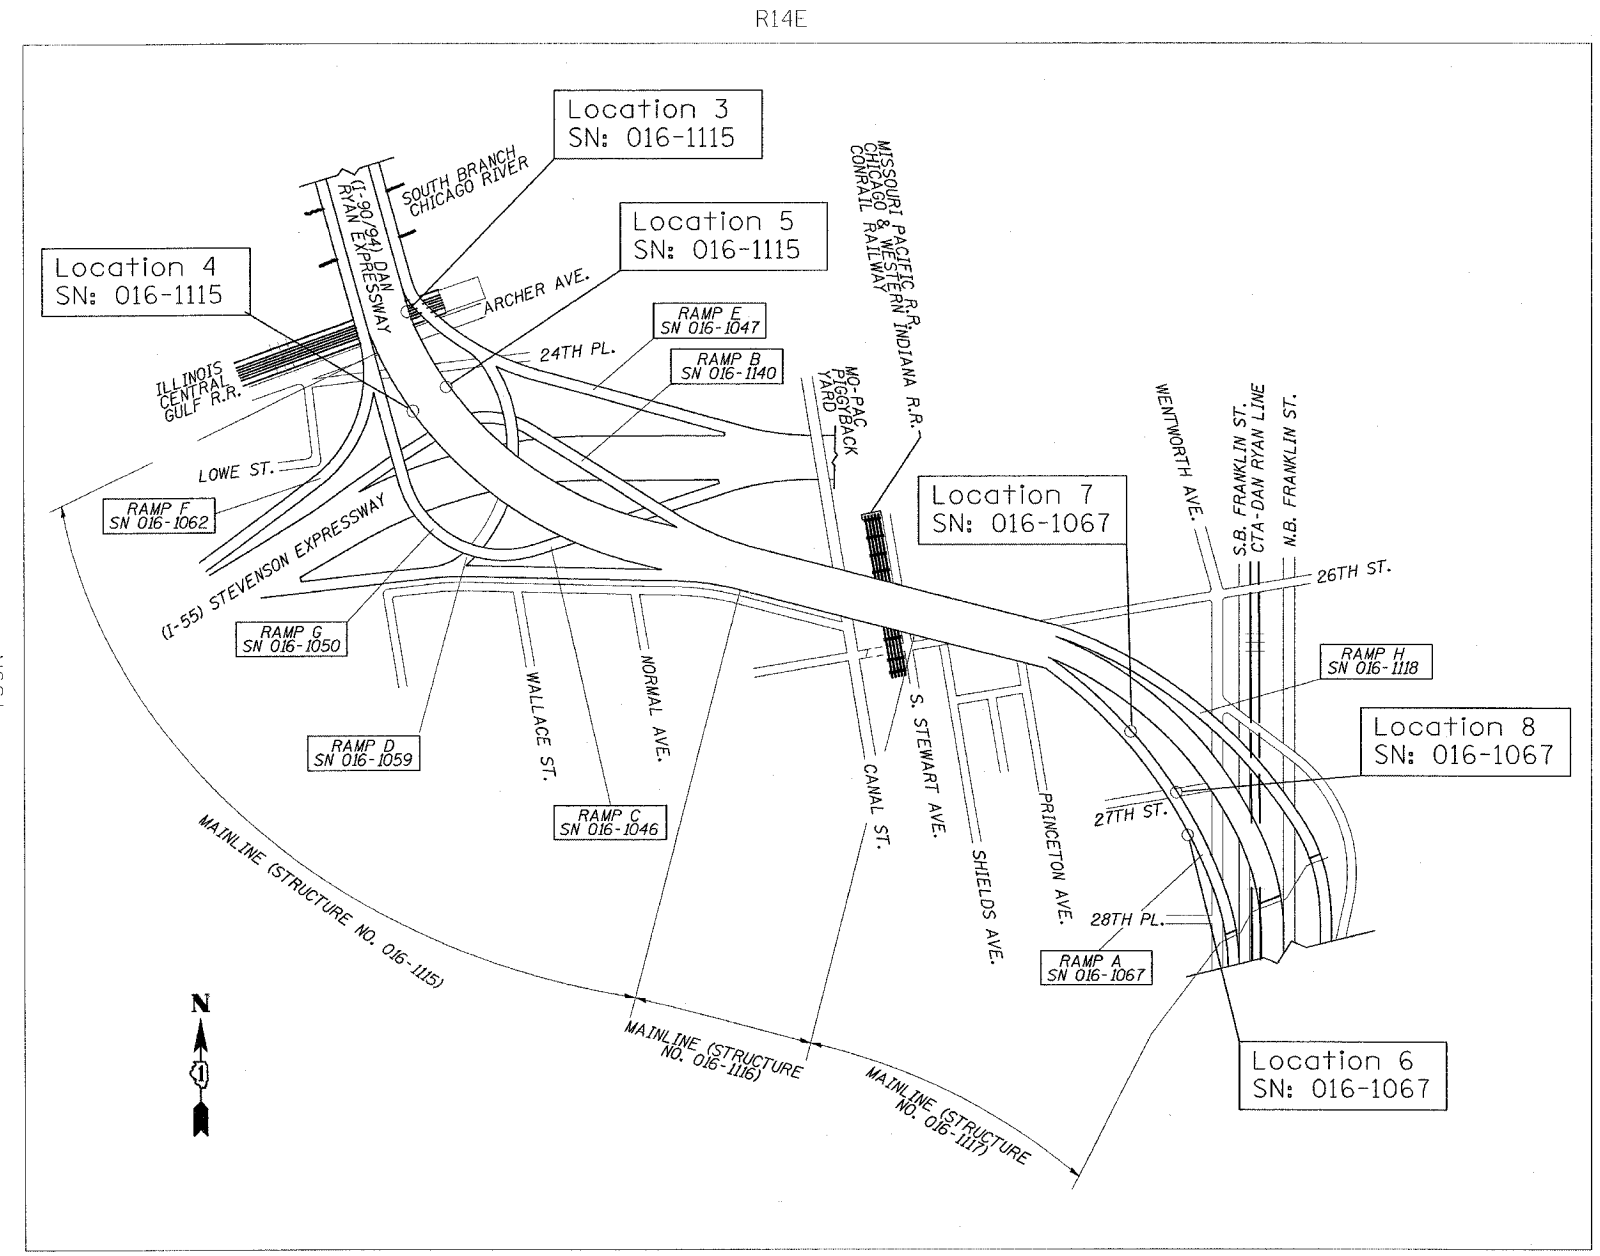 R14E
Location 3
SN: 016-1115
SOUTH BRANCH
CHICAGO RIVER
(I-90/94) DAN
RYAN EXPRESSWAY
MISSOURI PACIFIC R.R.
CHICAGO & WESTERN INDIANA R.R.
CONRAIL RAILWAY
Location 5
SN: 016-1115
Location 4
SN: 016-1115
ARCHER AVE.
RAMP E
SN 016-1047
24TH PL.
RAMP B
SN 016-1140
ILLINOIS
CENTRAL
GULF R.R.
MO-PAC
PIGGYBACK
YARD
WENTWORTH AVE.
S.B. FRANKLIN ST.
CTA-DAN RYAN LINE
N.B. FRANKLIN ST.
LOWE ST.
RAMP F
SN 016-1062
(I-55) STEVENSON EXPRESSWAY
Location 7
SN: 016-1067
26TH ST.
RAMP G
SN 016-1050
RAMP H
SN 016-1118
WALLACE ST.
NORMAL AVE.
S. STEWART AVE.
RAMP D
SN 016-1059
Location 8
SN: 016-1067
CANAL ST.
PRINCETON AVE.
27TH ST.
RAMP C
SN 016-1046
SHIELDS AVE.
28TH PL.
MAINLINE (STRUCTURE NO. 016-1115)
RAMP A
SN 016-1067
N
1
MAINLINE (STRUCTURE
NO. 016-1116)
MAINLINE (STRUCTURE
NO. 016-1117)
Location 6
SN: 016-1067